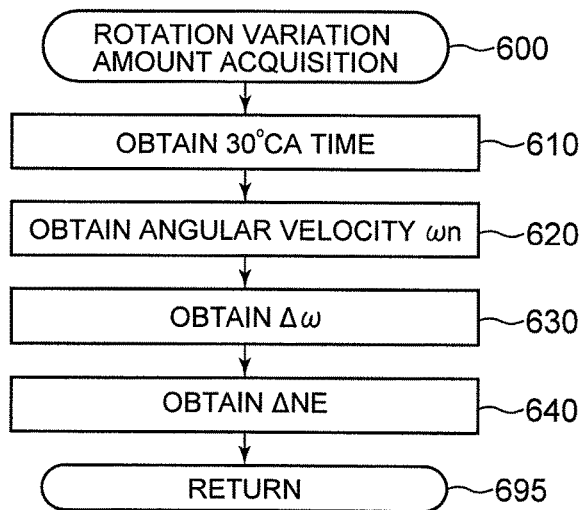 ROTATION VARIATION
AMOUNT ACQUISITION
600
OBTAIN 30°CA TIME
610
OBTAIN ANGULAR VELOCITY ωn
620
OBTAIN Δω
630
OBTAIN ΔNE
640
RETURN
695